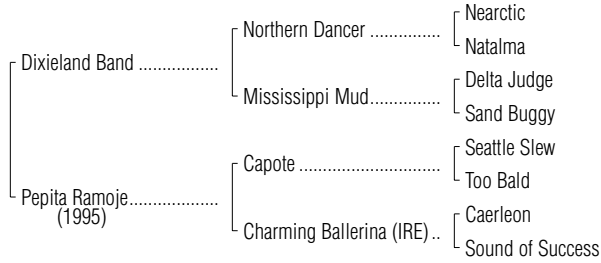 Nearctic
Northern Dancer ...............
Natalma
Dixieland Band .................
Delta Judge
Mississippi Mud...............
Sand Buggy
Seattle Slew
Capote ..............................
Too Bald
Pepita Ramoje...................
(1995)
Caerleon
Charming Ballerina (IRE) ..
Sound of Success